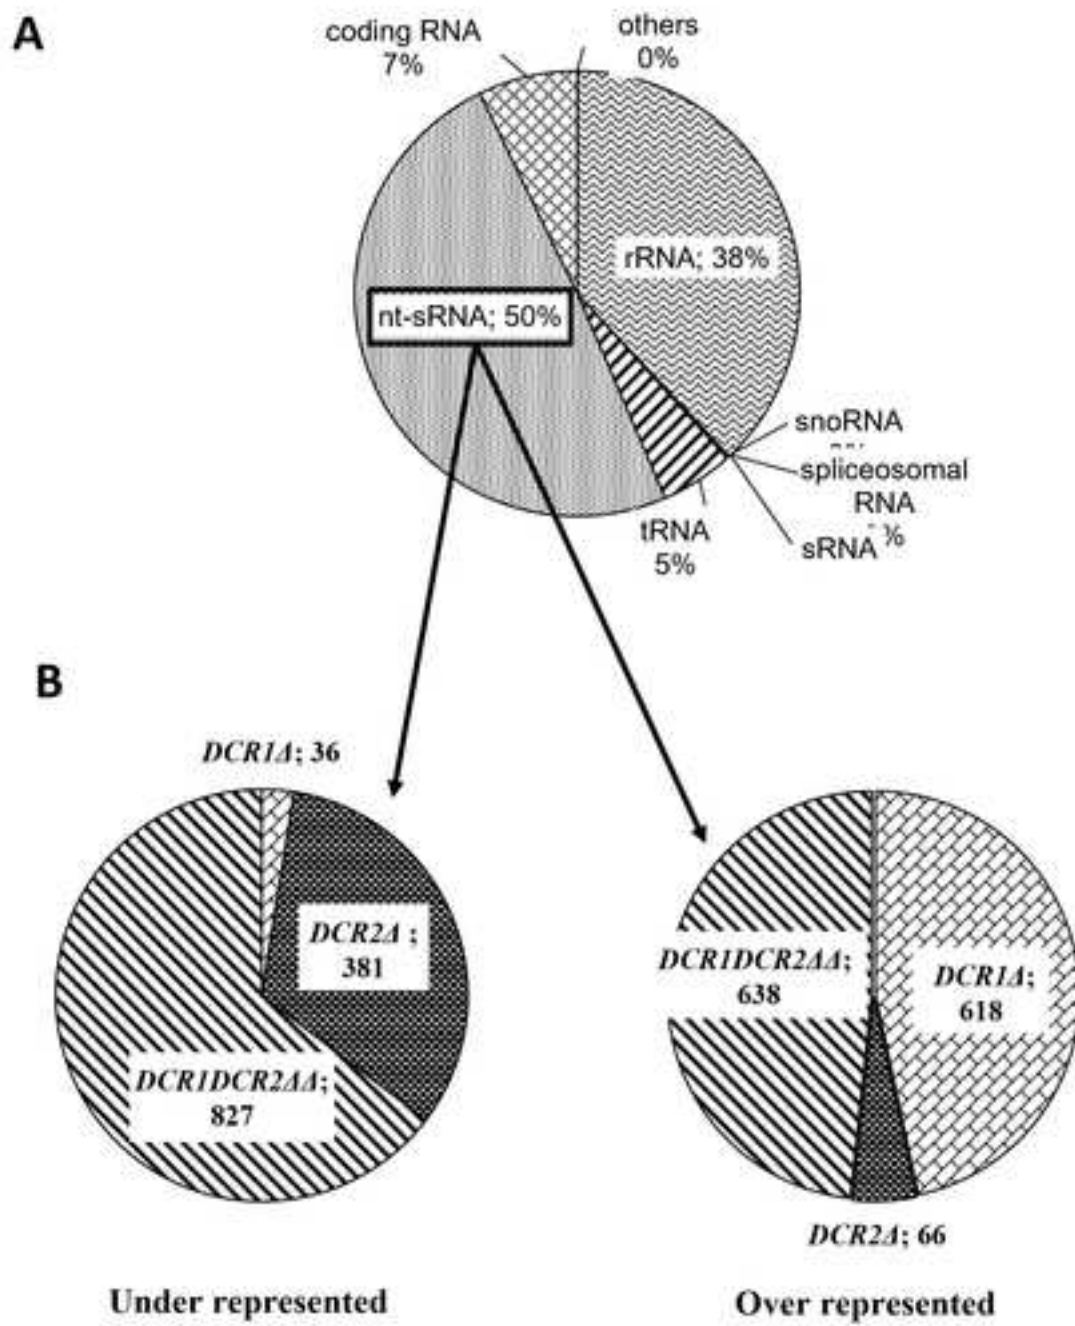 A
coding RNA
7%
others
0%
rRNA; 38%
nt-sRNA; 50%
snoRNA
spliceosomal
RNA
%
sRNA
tRNA
5%
B
DCR1Δ; 36
DCR2Δ ;
381
DCR1DCR2ΔΔ;
827
DCR1DCR2ΔΔ;
638
DCR1Δ;
618
DCR2Δ; 66
Under represented
Over represented